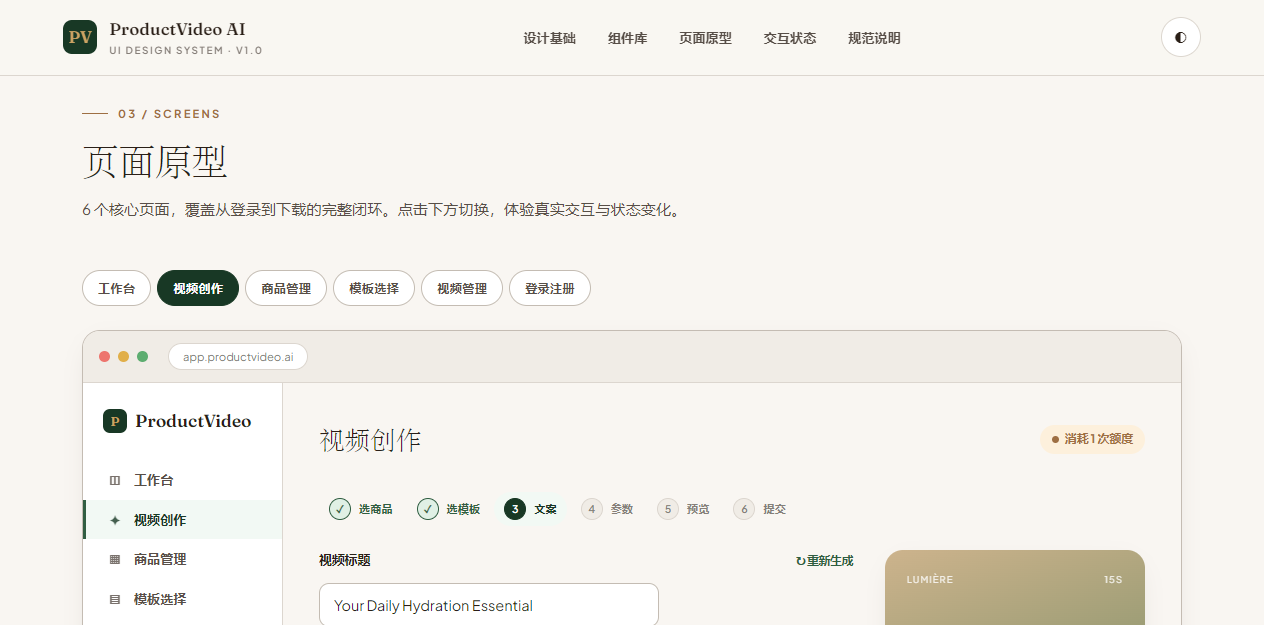 PV
ProductVideo AI
UI DESIGN SYSTEM · V1.0
设计基础 组件库 页面原型 交互状态 规范说明
03 / SCREENS
页面原型
6 个核心页面，覆盖从登录到下载的完整闭环。点击下方切换，体验真实交互与状态变化。
工作台 视频创作 商品管理 模板选择 视频管理 登录注册
app.productvideo.ai
P ProductVideo
工作台
视频创作
商品管理
模板选择
视频创作
消耗 1 次额度
✓ 选商品 ✓ 选模板 3 文案 4 参数 5 预览 6 提交
视频标题
↻重新生成
Your Daily Hydration Essential
LUMIÈRE 15S